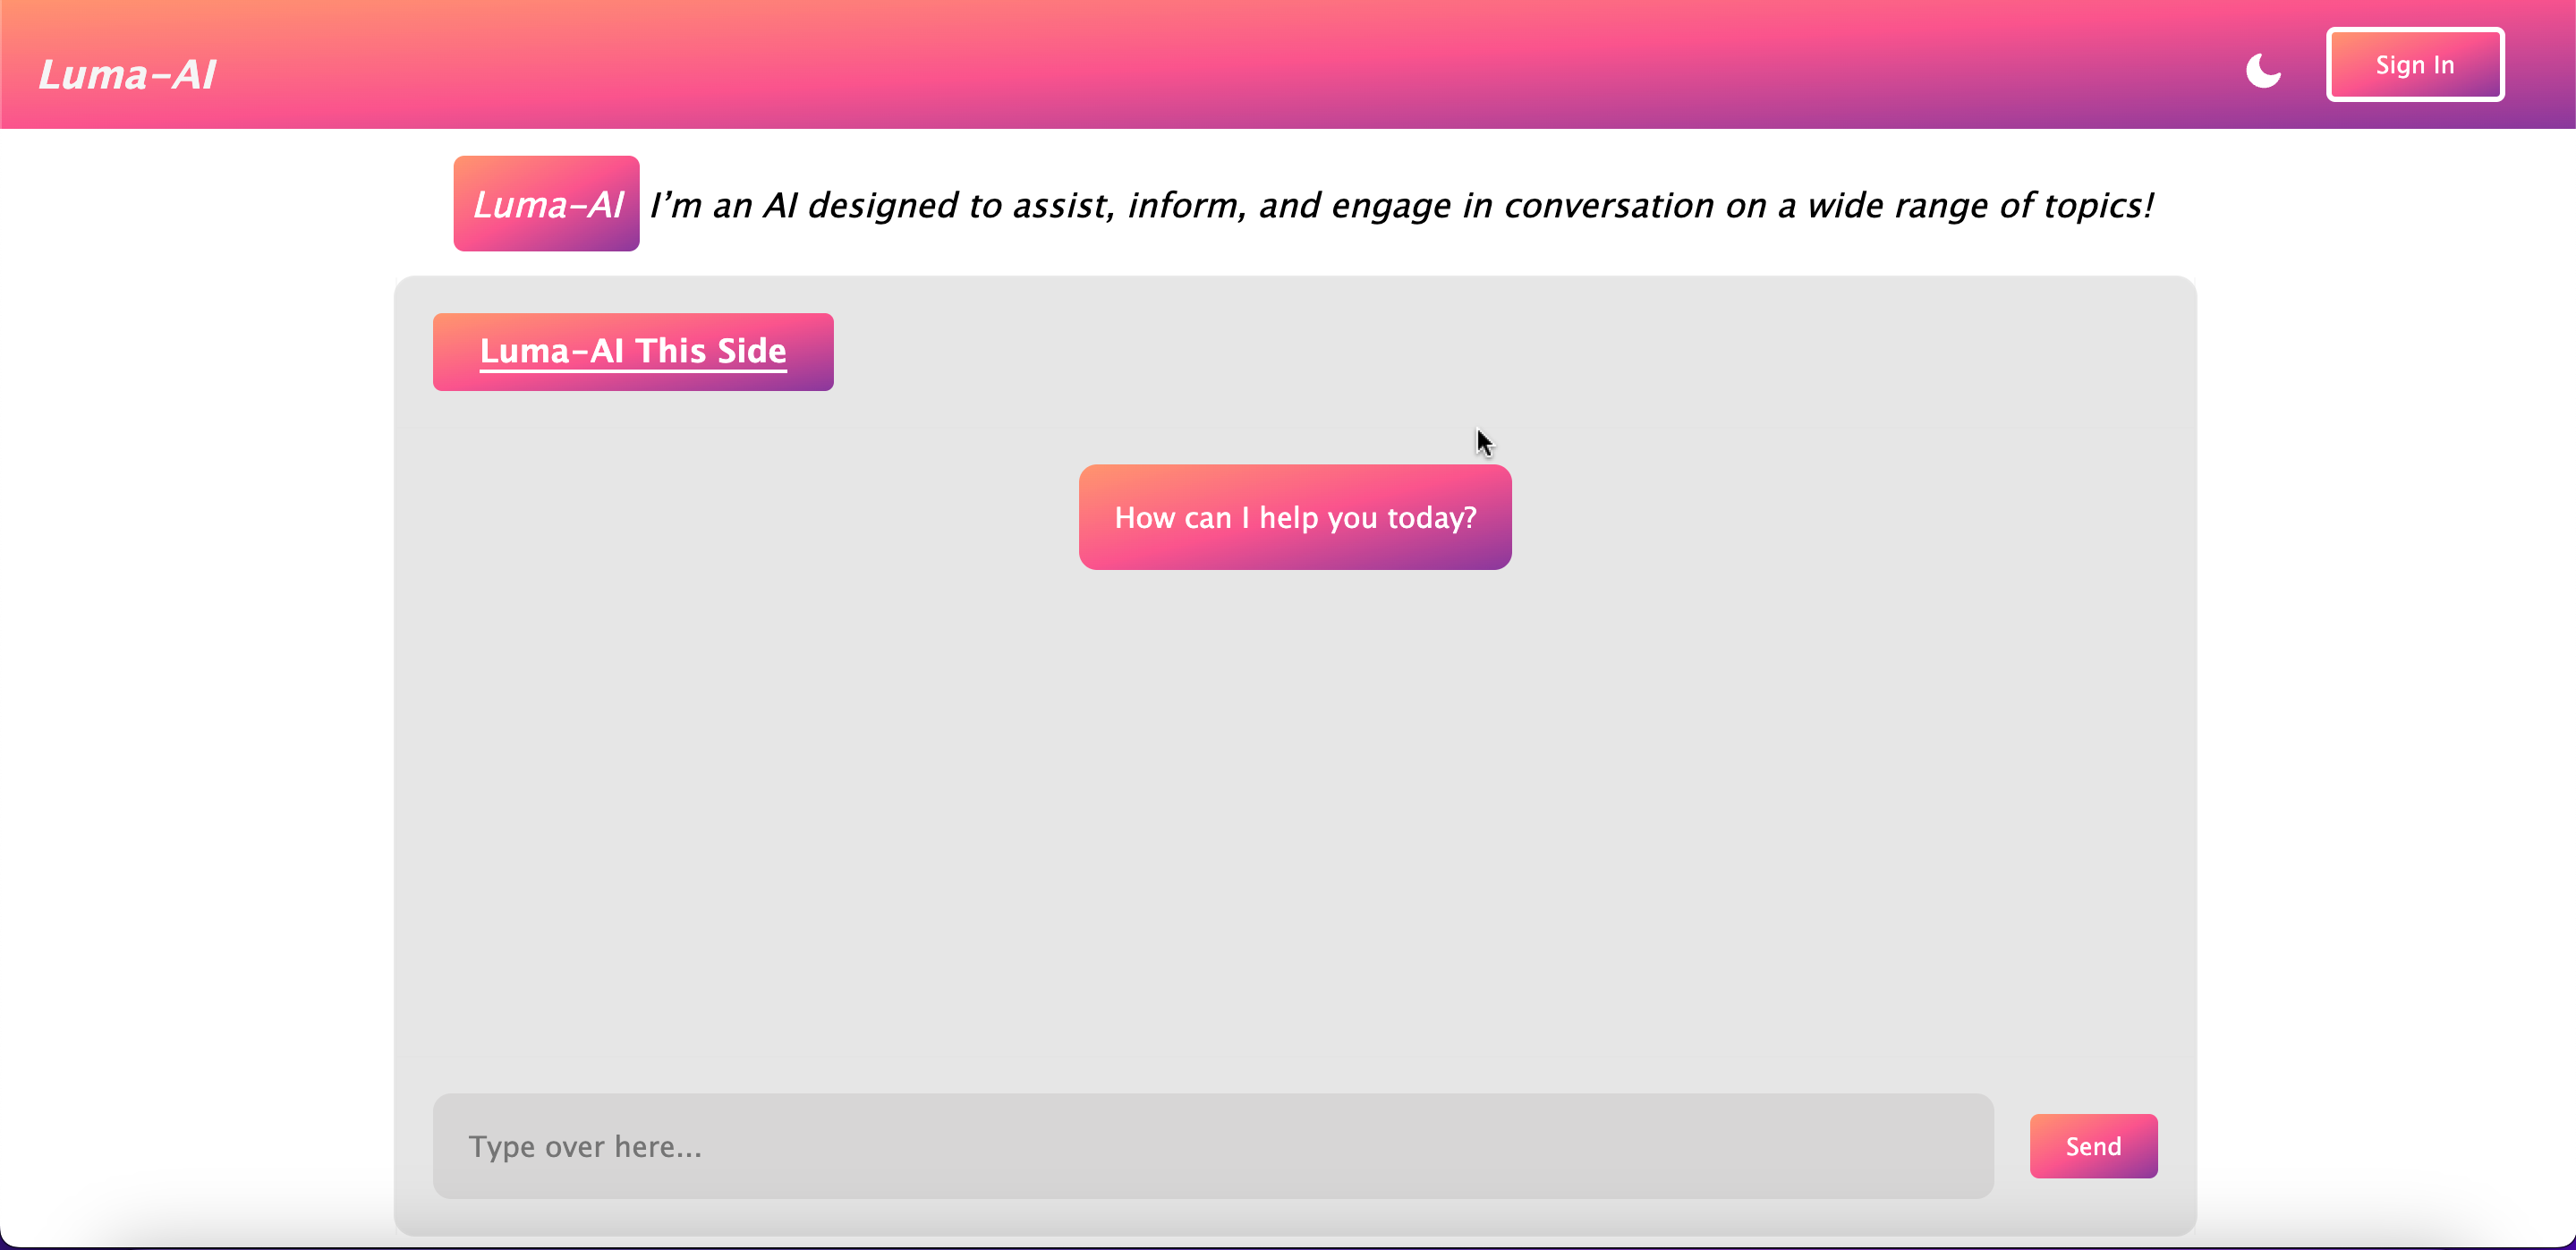 Luma-AI
Sign In
Luma-AI I’m an AI designed to assist, inform, and engage in conversation on a wide range of topics!
Luma-AI This Side
How can I help you today?
Type over here...
Send